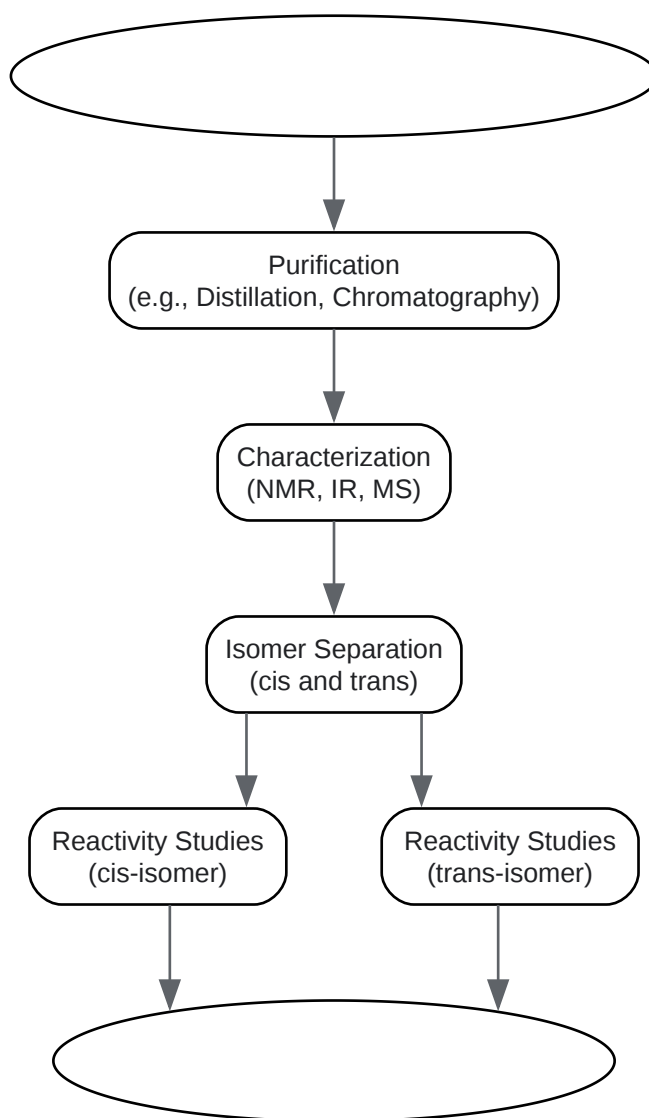 Purification
(e.g., Distillation, Chromatography)
Characterization
(NMR, IR, MS)
Isomer Separation
(cis and trans)
Reactivity Studies
(cis-isomer)
Reactivity Studies
(trans-isomer)